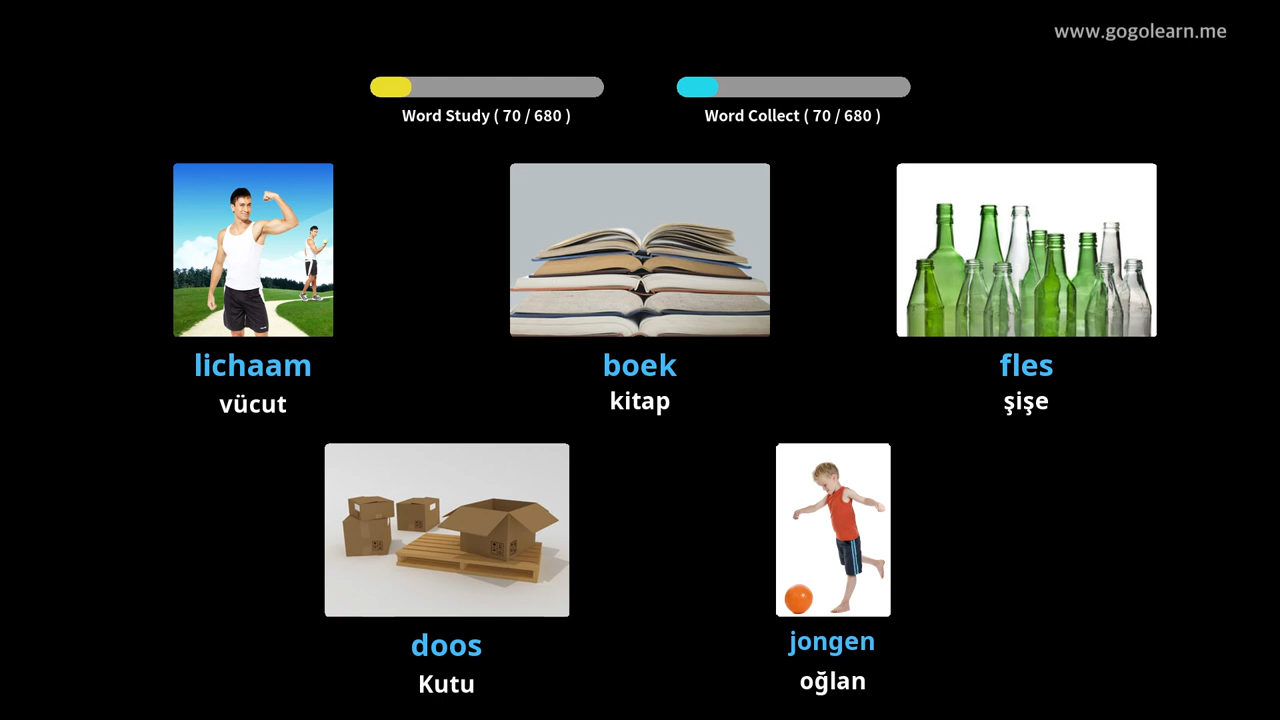 www.gogolearn.me
Word Study ( 70 / 680 )
Word Collect ( 70 / 680 )
lichaam
vücut
boek
kitap
fles
şişe
doos
Kutu
jongen
oğlan